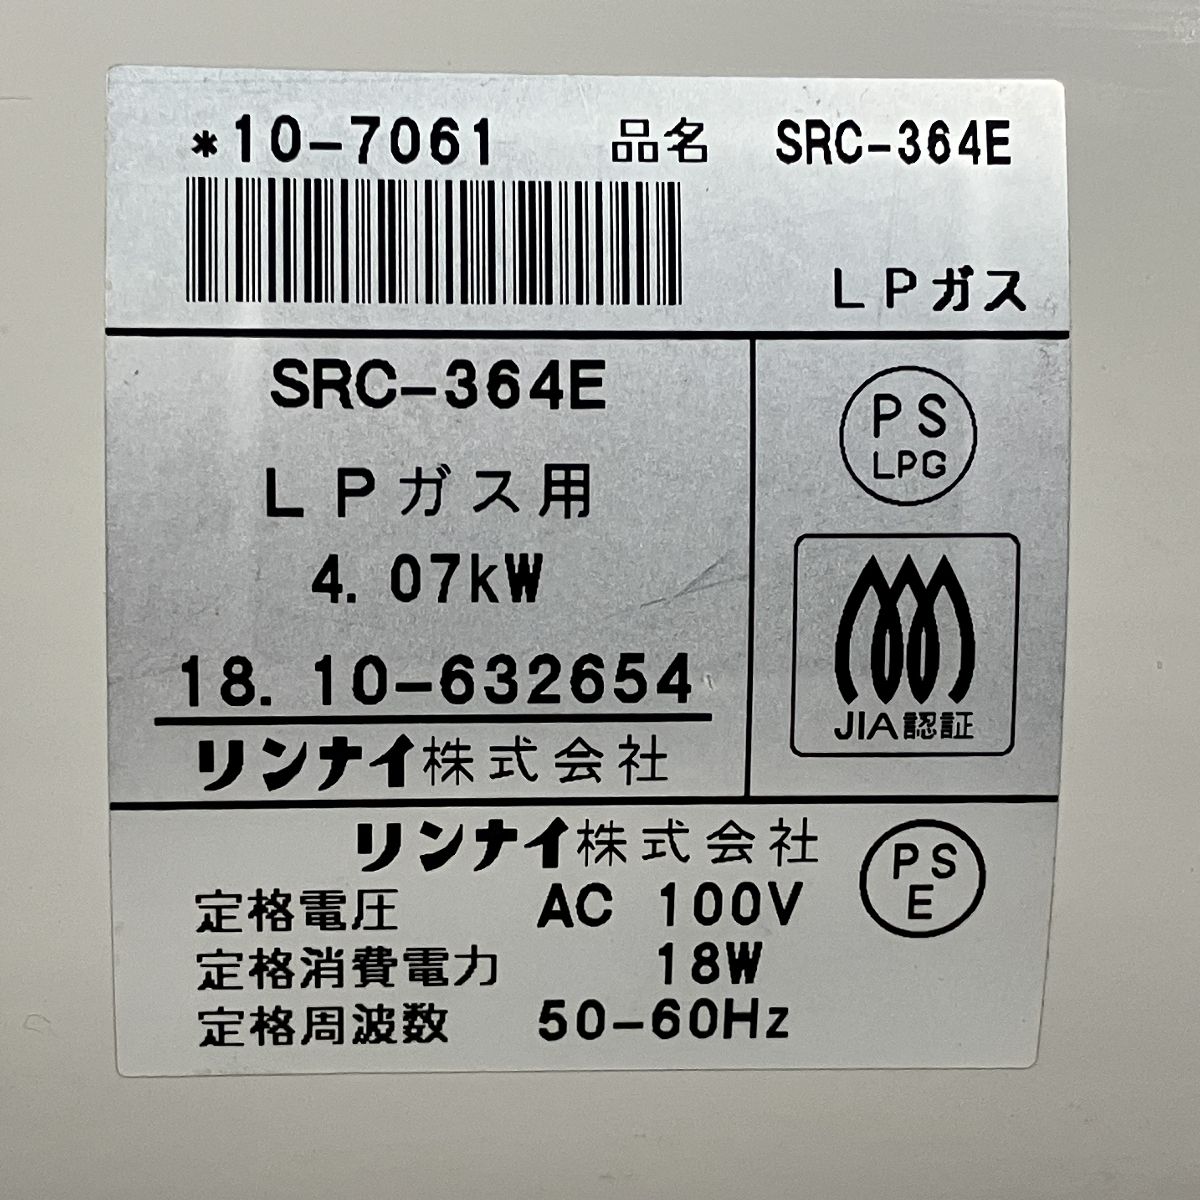 *10-7061 品名 SRC-364E
LPガス
SRC-364E
LPガス用
4.07kW
18.10-632654
リンナイ株式会社
PS
LPG
JIA認証
リンナイ株式会社
定格電圧 AC 100V
定格消費電力 18W
定格周波数 50-60Hz
PS
E